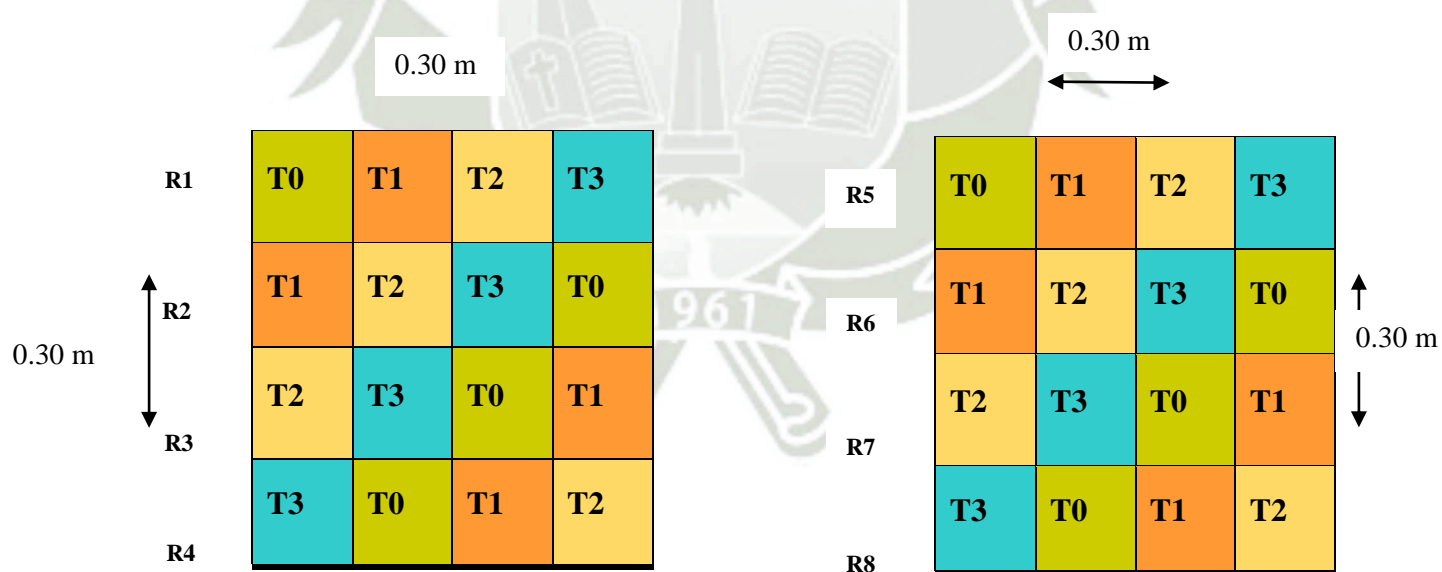 0.30 m
0.30 m
R1 T0 T1 T2 T3
R2 T1 T2 T3 T0
0.30 m
R3 T2 T3 T0 T1
R4 T3 T0 T1 T2
R5 T0 T1 T2 T3
R6 T1 T2 T3 T0
0.30 m
R7 T2 T3 T0 T1
R8 T3 T0 T1 T2
1961